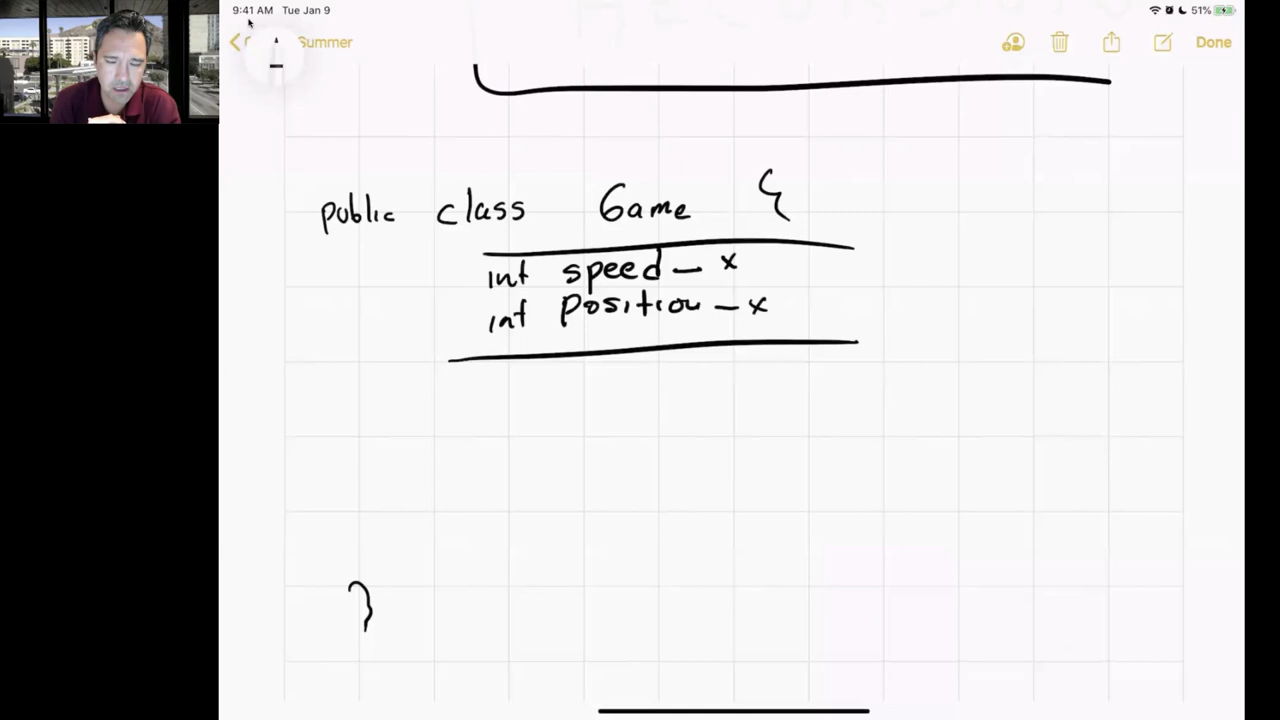 9:41 AM Tue Jan 9
51%
Summer
Done
public class Game {
int speed_x
int position_x
}